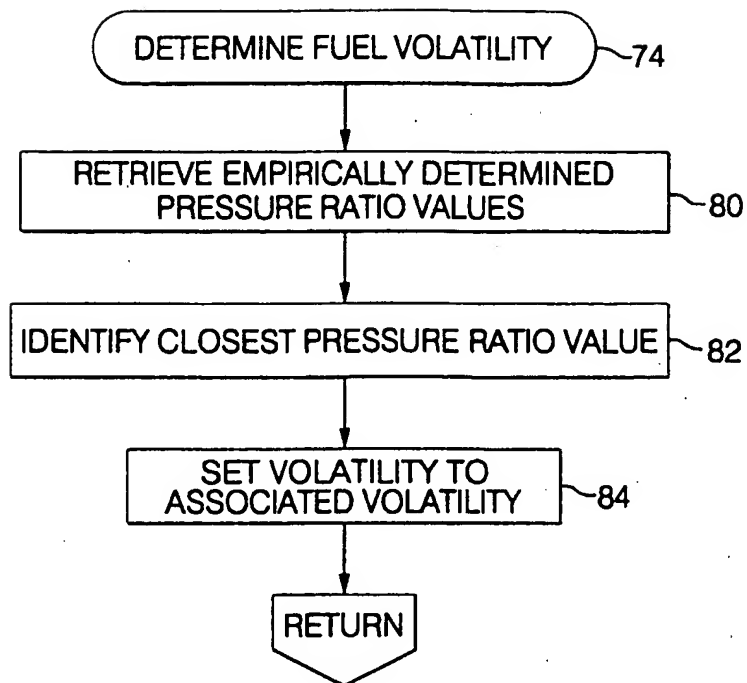 DETERMINE FUEL VOLATILITY 74
RETRIEVE EMPIRICALLY DETERMINED
PRESSURE RATIO VALUES 80
IDENTIFY CLOSEST PRESSURE RATIO VALUE 82
SET VOLATILITY TO
ASSOCIATED VOLATILITY 84
RETURN